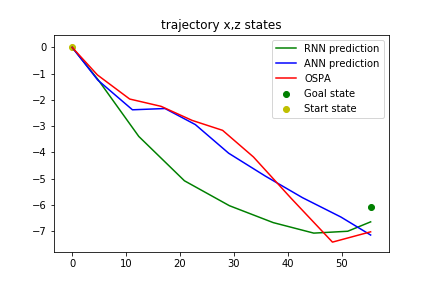 trajectory x,z states
RNN prediction
ANN prediction
OSPA
Goal state
Start state
0
−1
−2
−3
−4
−5
−6
−7
0 10 20 30 40 50